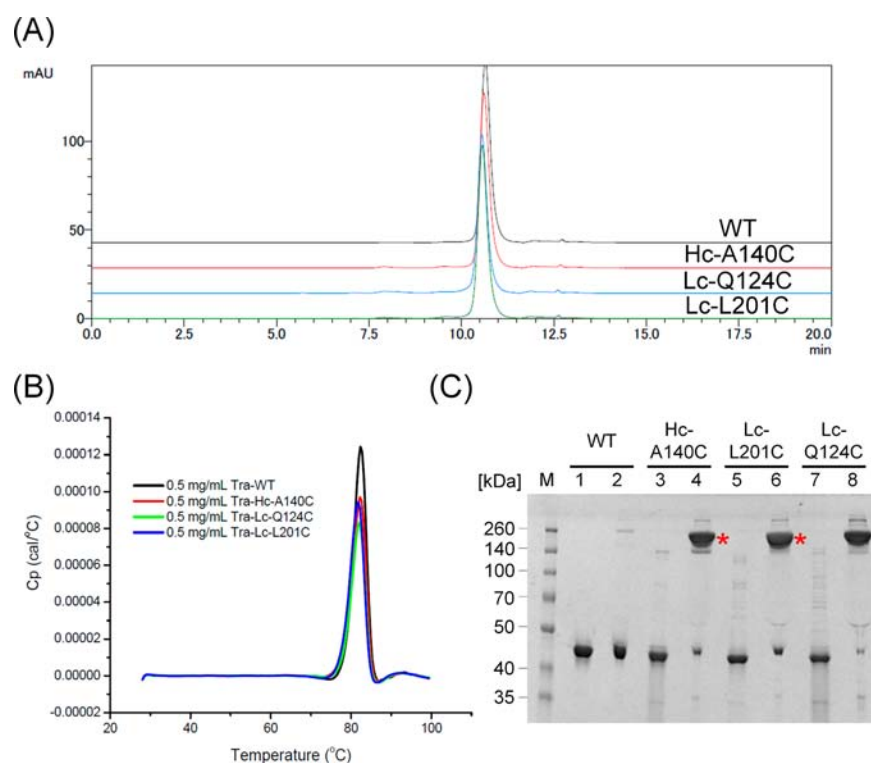 (A)
mAU
100
50
0
WT
Hc-A140C
Lc-Q124C
Lc-L201C
0.0 2.5 5.0 7.5 10.0 12.5 15.0 17.5 20.0
min
(B)
0.00014
0.00012
0.00010
0.00008
0.00006
0.00004
0.00002
0.00000
-0.00002
Cp (cal/°C)
0.5 mg/mL Tra-WT
0.5 mg/mL Tra-Hc-A140C
0.5 mg/mL Tra-Lc-Q124C
0.5 mg/mL Tra-Lc-L201C
20 40 60 80 100
Temperature (°C)
(C)
WT Hc-A140C Lc-L201C Lc-Q124C
[kDa] M 1 2 3 4 5 6 7 8
260
140
100
70
50
40
35
* *